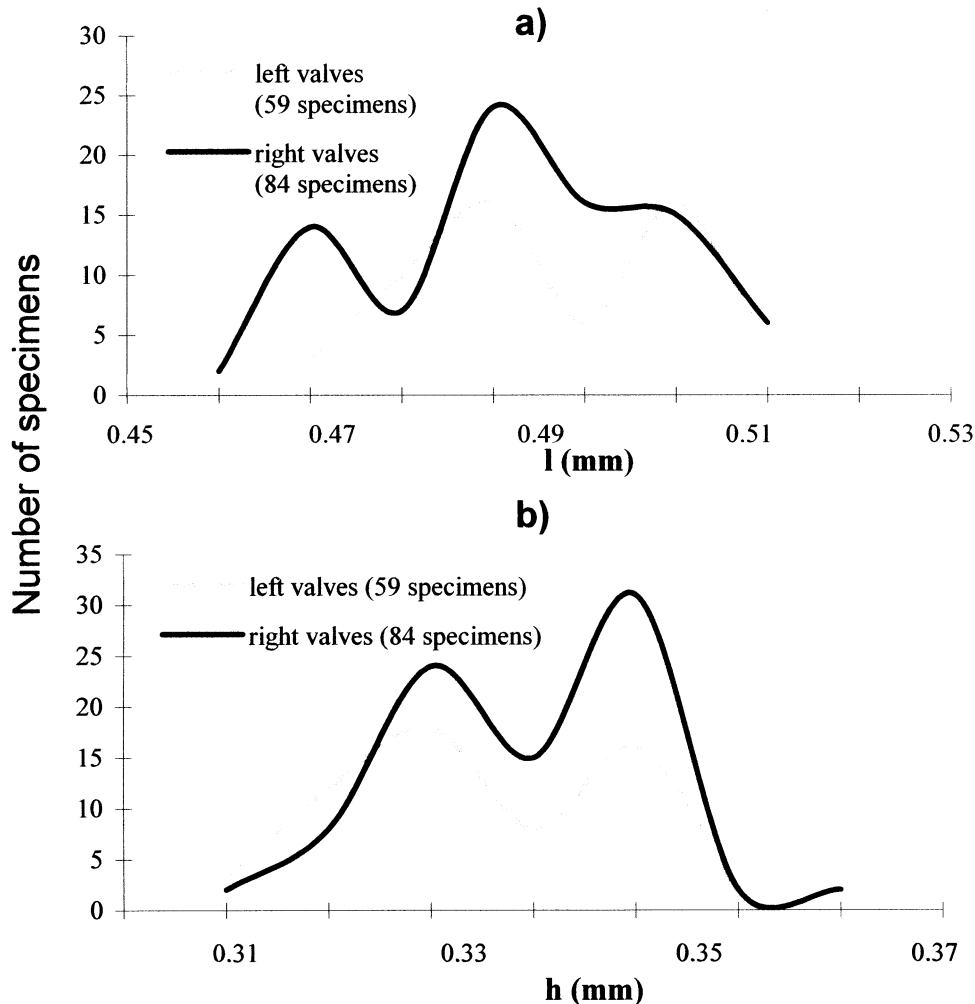 a)
30
25
20
15
10
5
0
left valves
(59 specimens)
right valves
(84 specimens)
0.45 0.47 0.49 0.51 0.53
l (mm)
Number of specimens
b)
35
30
25
20
15
10
5
0
left valves (59 specimens)
right valves (84 specimens)
0.31 0.33 0.35 0.37
h (mm)